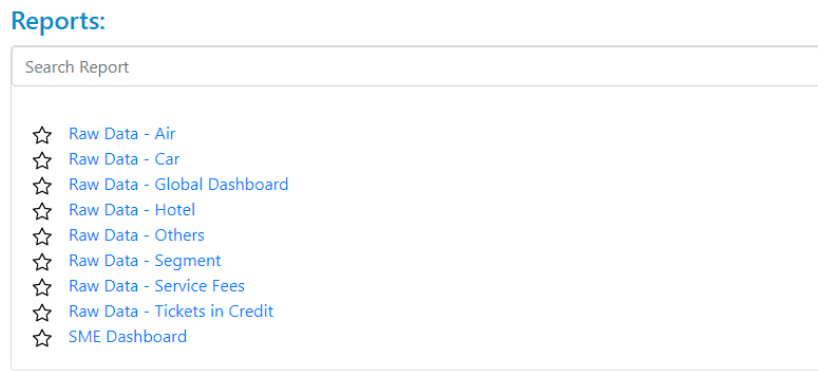 Reports:
Search Report
Raw Data - Air
Raw Data - Car
Raw Data - Global Dashboard
Raw Data - Hotel
Raw Data - Others
Raw Data - Segment
Raw Data - Service Fees
Raw Data - Tickets in Credit
SME Dashboard